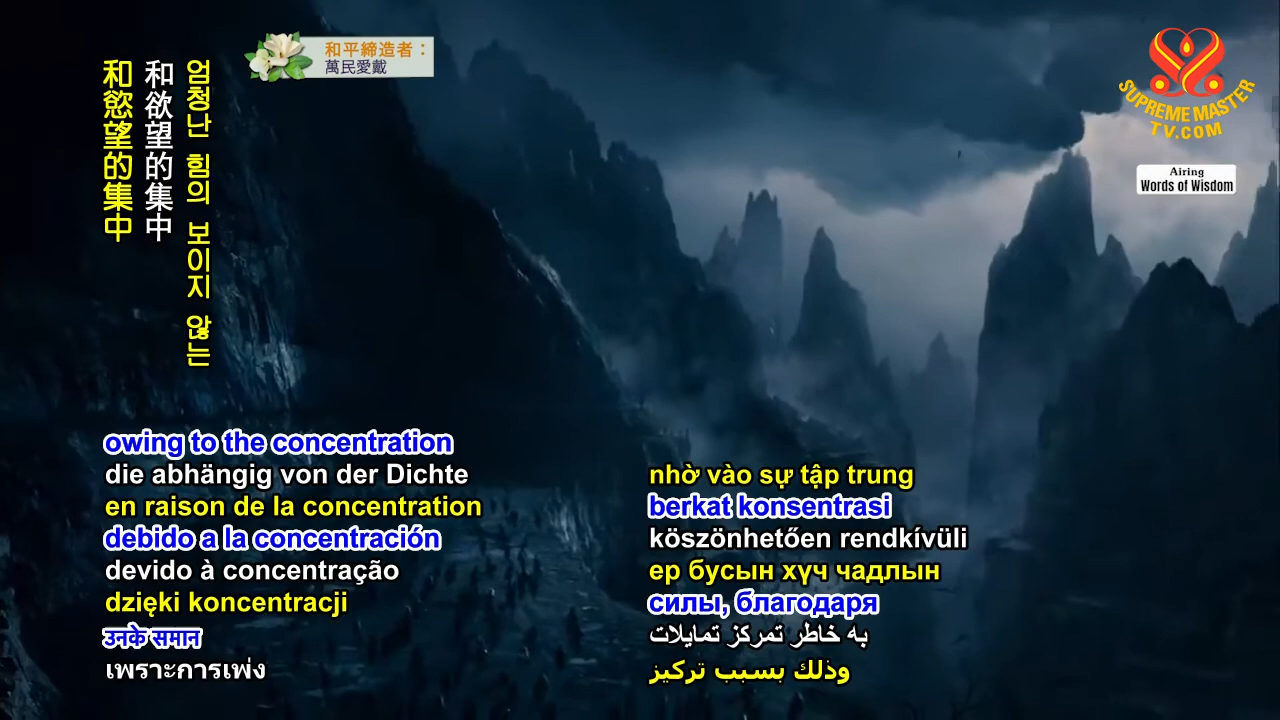 和平締造者：
萬民愛戴
SUPREME MASTER
TV.COM
Airing
Words of Wisdom
엄청난 힘의 보이지 않는
和欲望的集中
和慾望的集中
owing to the concentration
die abhängig von der Dichte
en raison de la concentration
debido a la concentración
devido à concentração
dzięki koncentracji
उनके समान
เพราะการเพ่ง
nhờ vào sự tập trung
berkat konsentrasi
köszönhetően rendkívüli
ер бусын хүч чадлын
силы, благодаря
به خاطر تمرکز تمایلات
وذلك بسبب تركيز